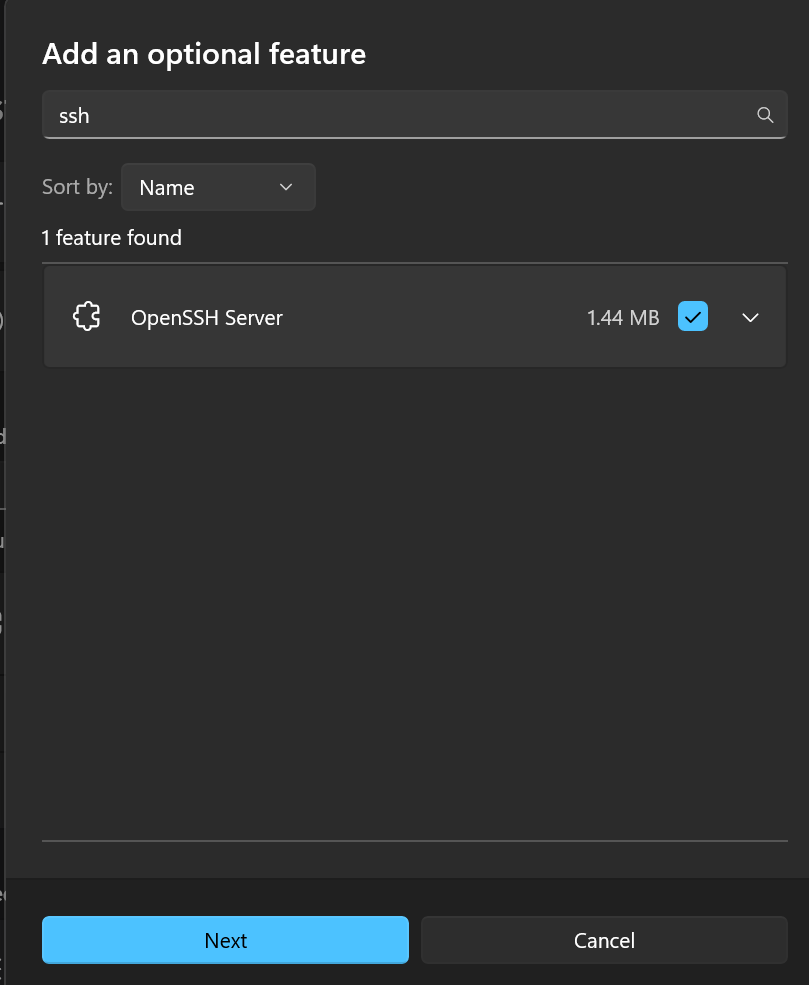 Add an optional feature
ssh
Sort by: Name
1 feature found
OpenSSH Server 1.44 MB
Next Cancel